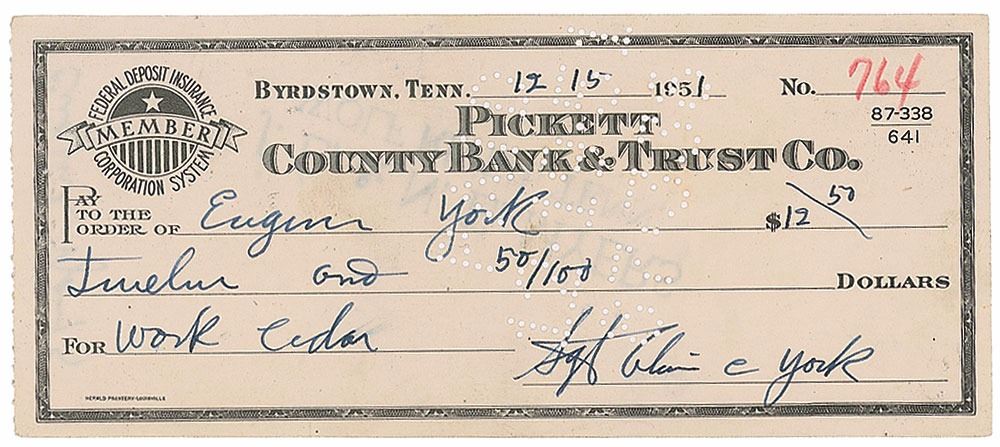 FEDERAL DEPOSIT INSURANCE
MEMBER
CORPORATION SYSTEM
BYRDSTOWN, TENN. 12 15 1951 No. 764
87-338
641
PICKETT
COUNTY BANK & TRUST CO.
PAY TO THE ORDER OF Eugene York $12 50
Twelve and 50/100 DOLLARS
FOR Work Cedar
Sgt Alvin C York
HERALD PRINTERY-LOUISVILLE